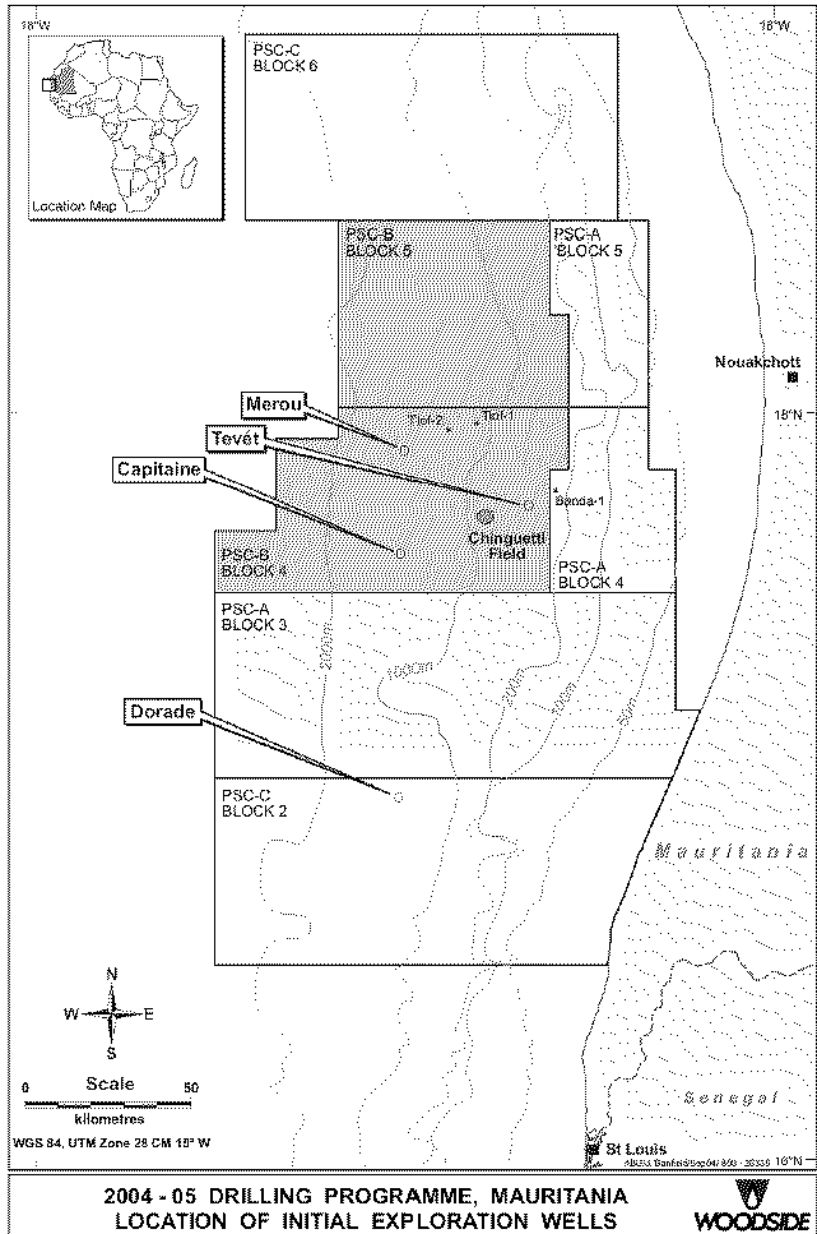 18°W
18°W
PSC-C
BLOCK 6
Location Map
PSC-B
BLOCK 5
PSC-A
BLOCK 5
Nouakchott
Merou
Tiof-2
Tiof-1
18°N
Tevét
Capitaine
Banda-1
Chinguetti
Field
PSC-B
BLOCK 4
PSC-A
BLOCK 4
PSC-A
BLOCK 3
2000m
1000m
200m
100m
50m
Dorade
PSC-C
BLOCK 2
Mauritania
N
W
E
S
Scale
0
50
kilometres
Senegal
WGS 84, UTM Zone 28 CM 15° W
St Louis
16°N
2004 - 05 DRILLING PROGRAMME, MAURITANIA
LOCATION OF INITIAL EXPLORATION WELLS
WOODSIDE